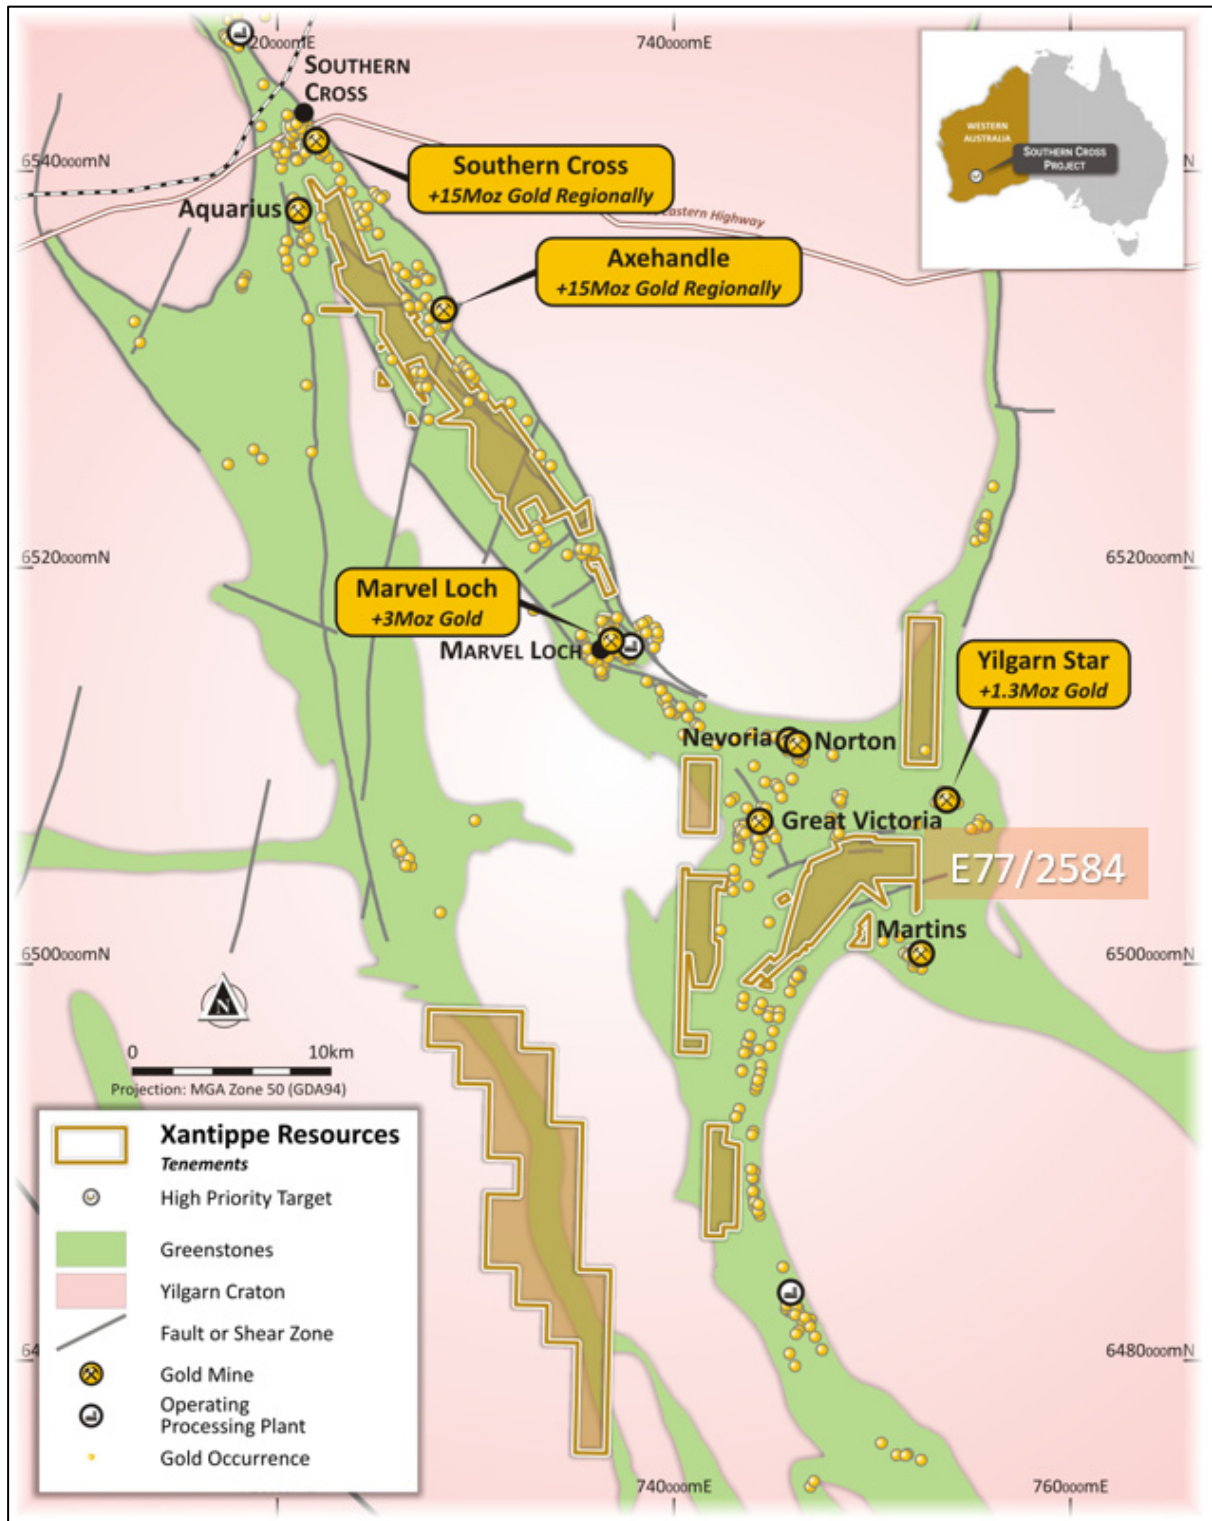 720000mE
740000mE
SOUTHERN
CROSS
WESTERN
AUSTRALIA
SOUTHERN CROSS
PROJECT
6540000mN
N
Southern Cross
+15Moz Gold Regionally
Aquarius
Eastern Highway
Axehandle
+15Moz Gold Regionally
6520000mN
6520000mN
Marvel Loch
+3Moz Gold
MARVEL LOCH
Yilgarn Star
+1.3Moz Gold
Nevoria
Norton
Great Victoria
E77/2584
Martins
6500000mN
6500000mN
N
0
10km
Projection: MGA Zone 50 (GDA94)
Xantippe Resources
Tenements
High Priority Target
Greenstones
Yilgarn Craton
Fault or Shear Zone
Gold Mine
Operating
Processing Plant
Gold Occurrence
6480000mN
740000mE
760000mE